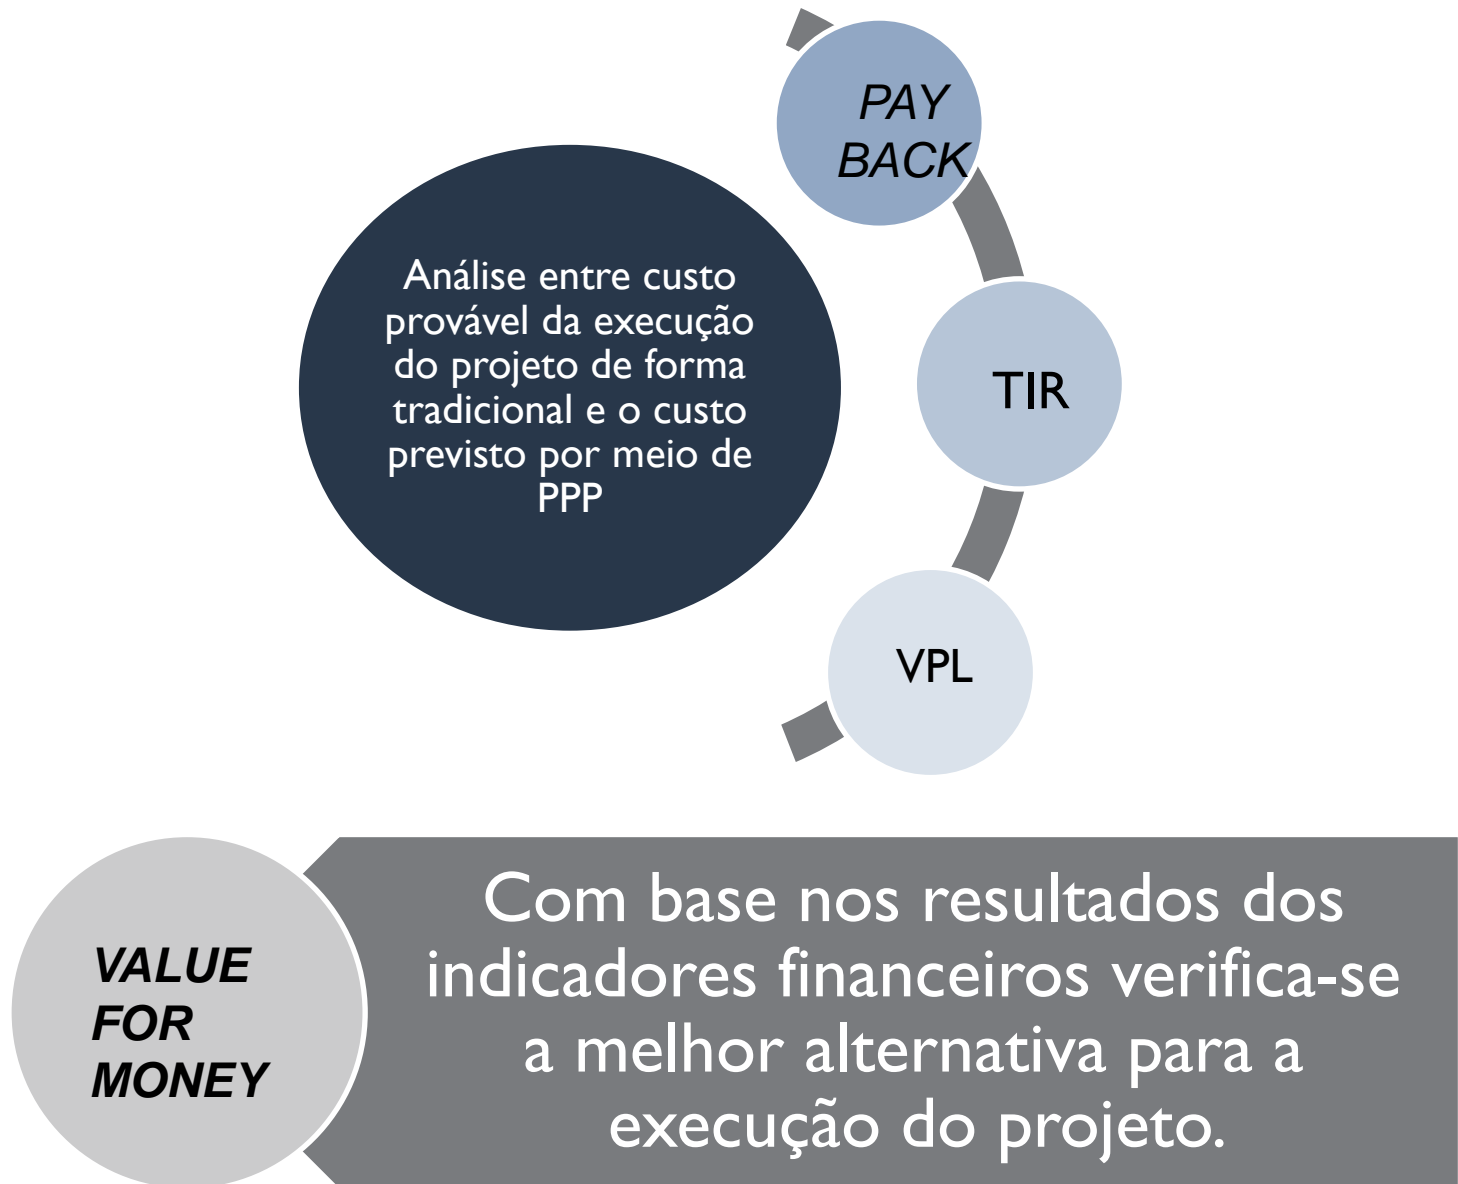 PAY
BACK
Análise entre custo
provável da execução
do projeto de forma
tradicional e o custo
previsto por meio de
PPP
TIR
VPL
VALUE
FOR
MONEY
Com base nos resultados dos
indicadores financeiros verifica-se
a melhor alternativa para a
execução do projeto.